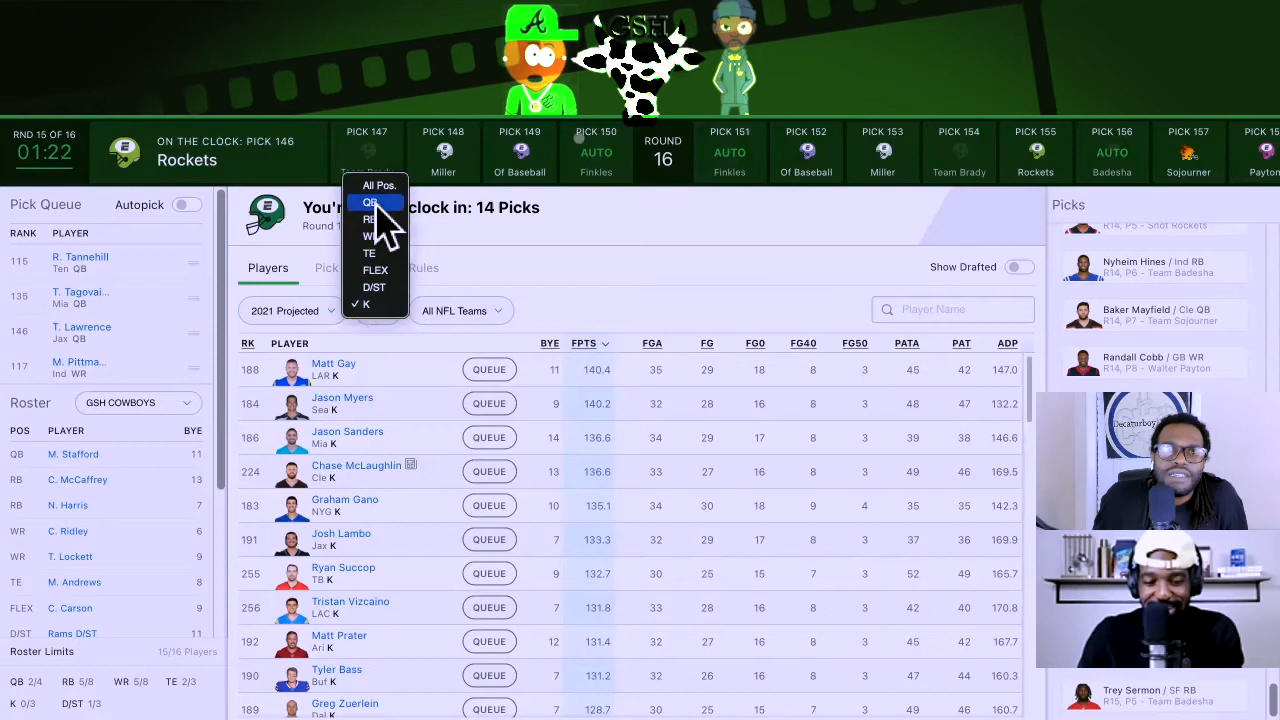 GSH
RND 15 OF 16
01:22
ON THE CLOCK: PICK 146
Rockets
PICK 147
PICK 148
Miller
PICK 149
Of Baseball
PICK 150
AUTO
Finkles
ROUND
16
PICK 151
AUTO
Finkles
PICK 152
Of Baseball
PICK 153
Miller
PICK 154
Team Brady
PICK 155
Rockets
PICK 156
AUTO
Badesha
PICK 157
Sojourner
Payton
Pick Queue
Autopick
RANK PLAYER
115 R. Tannehill
Ten QB
135 T. Tagovai...
Mia QB
146 T. Lawrence
Jax QB
117 M. Pittma...
Ind WR
Roster
GSH COWBOYS
POS PLAYER BYE
QB M. Stafford 11
RB C. McCaffrey 13
RB N. Harris 7
WR C. Ridley 6
WR T. Lockett 9
TE M. Andrews 8
FLEX C. Carson 9
D/ST Rams D/ST 11
Roster Limits 15/16 Players
QB 2/4 RB 5/8 WR 5/8 TE 2/3
K 0/3 D/ST 1/3
All Pos.
QB
TE
FLEX
D/ST
✓ K
clock in: 14 Picks
Players
Rules
Show Drafted
2021 Projected
All NFL Teams
Player Name
RK PLAYER BYE FPTS FGA FG FG0 FG40 FG50 PATA PAT ADP
188 Matt Gay LAR K QUEUE 11 140.4 35 29 18 8 3 45 42 147.0
184 Jason Myers Sea K QUEUE 9 140.2 32 28 16 8 3 48 47 132.2
186 Jason Sanders Mia K QUEUE 14 136.6 34 29 17 8 3 39 38 146.6
224 Chase McLaughlin Cle K QUEUE 13 136.6 33 27 16 8 3 49 46 169.5
183 Graham Gano NYG K QUEUE 10 135.1 34 30 18 9 4 35 35 142.3
191 Josh Lambo Jax K QUEUE 7 133.3 32 29 17 8 3 37 36 169.9
255 Ryan Succop TB K QUEUE 9 132.7 30 25 15 7 3 52 49 165.7
256 Tristan Vizcaino LAC K QUEUE 7 131.8 33 28 16 8 3 42 40 170.8
192 Matt Prater Ari K QUEUE 12 131.4 32 27 16 8 3 44 42 167.7
190 Tyler Bass Buf K QUEUE 7 131.2 32 26 16 8 3 47 44 160.3
189 Greg Zuerlein Dal K QUEUE 7 128.7 30 25 15
Picks
Nyheim Hines / Ind RB
R14, P6 - Team Badesha
Baker Mayfield / Cle QB
R14, P7 - Team Sojourner
Randall Cobb / GB WR
R14, P8 - Walter Payton
Decaturboy
Trey Sermon / SF RB
R15, P5 - Team Badesha